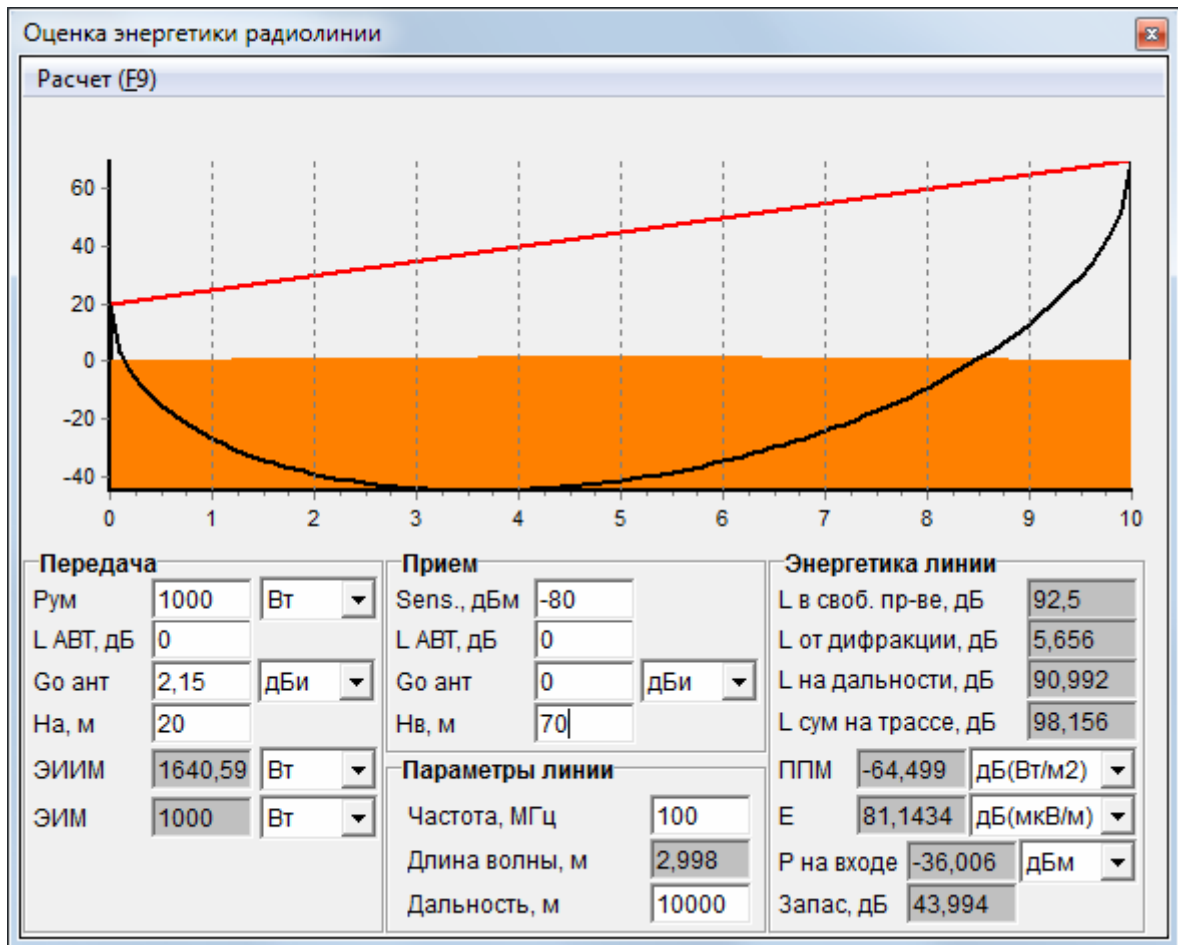 Оценка энергетики радиолинии
Расчет (F9)
60
40
20
0
-20
-40
0 1 2 3 4 5 6 7 8 9 10
Передача
Рум 1000 Вт
L АВТ, дБ 0
Go ант 2,15 дБи
На, м 20
ЭИИМ 1640,59 Вт
ЭИМ 1000 Вт
Прием
Sens., дБм -80
L АВТ, дБ 0
Go ант 0 дБи
Нв, м 70
Параметры линии
Частота, МГц 100
Длина волны, м 2,998
Дальность, м 10000
Энергетика линии
L в своб. пр-ве, дБ 92,5
L от дифракции, дБ 5,656
L на дальности, дБ 90,992
L сум на трассе, дБ 98,156
ППМ -64,499 дБ(Вт/м2)
E 81,1434 дБ(мкВ/м)
P на входе -36,006 дБм
Запас, дБ 43,994